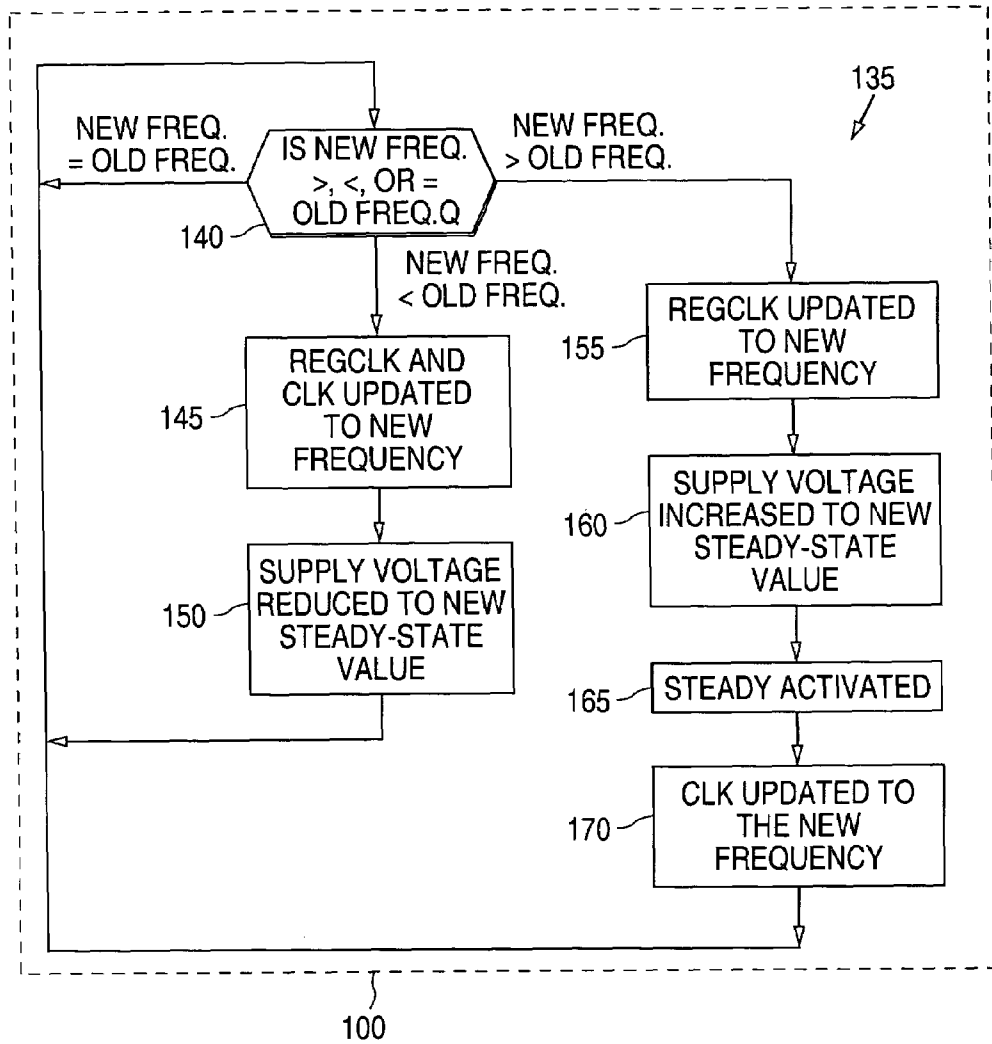 135
NEW FREQ.
= OLD FREQ.
IS NEW FREQ.
>, <, OR =
OLD FREQ.Q
NEW FREQ.
> OLD FREQ.
140
NEW FREQ.
< OLD FREQ.
145
REGCLK AND
CLK UPDATED
TO NEW
FREQUENCY
150
SUPPLY VOLTAGE
REDUCED TO NEW
STEADY-STATE
VALUE
155
REGCLK UPDATED
TO NEW
FREQUENCY
160
SUPPLY VOLTAGE
INCREASED TO NEW
STEADY-STATE
VALUE
165
STEADY ACTIVATED
170
CLK UPDATED TO
THE NEW
FREQUENCY
100